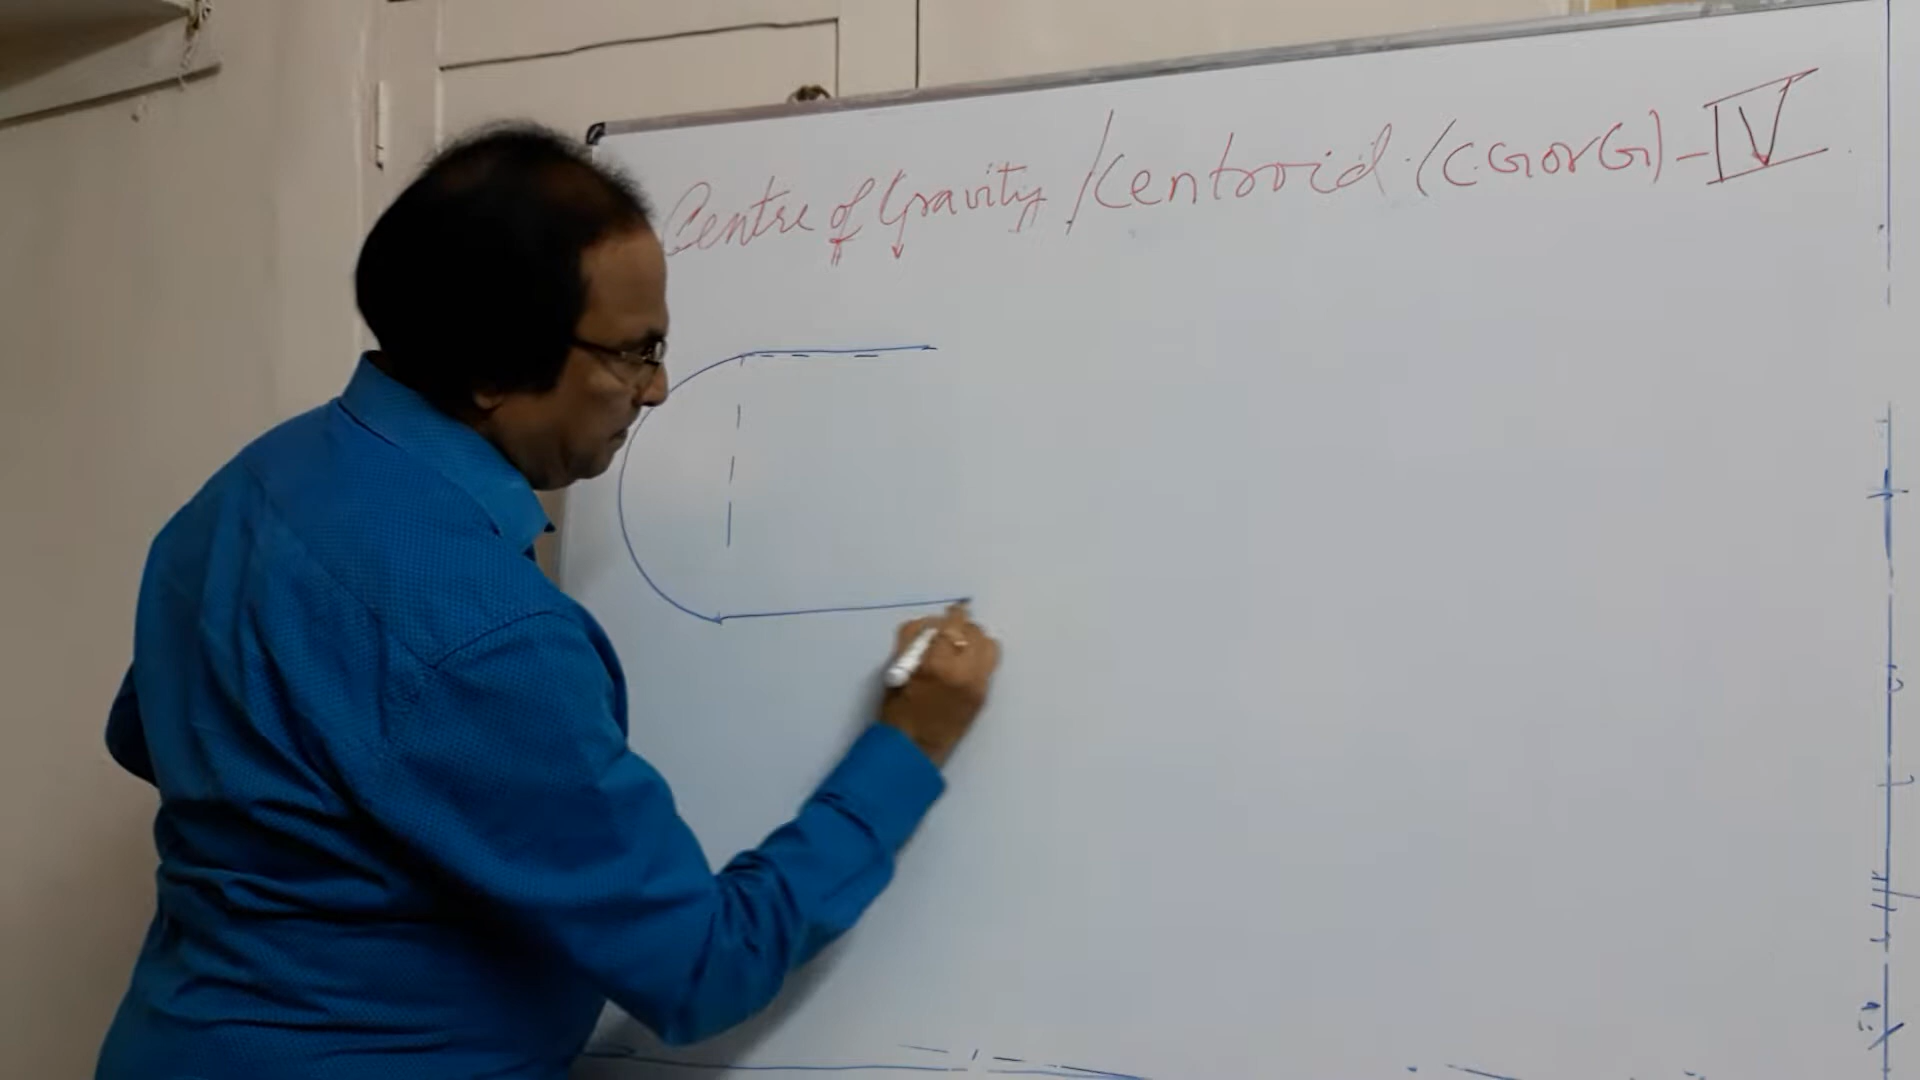 Centre of Gravity / Centroid. (C.G or G) - IV